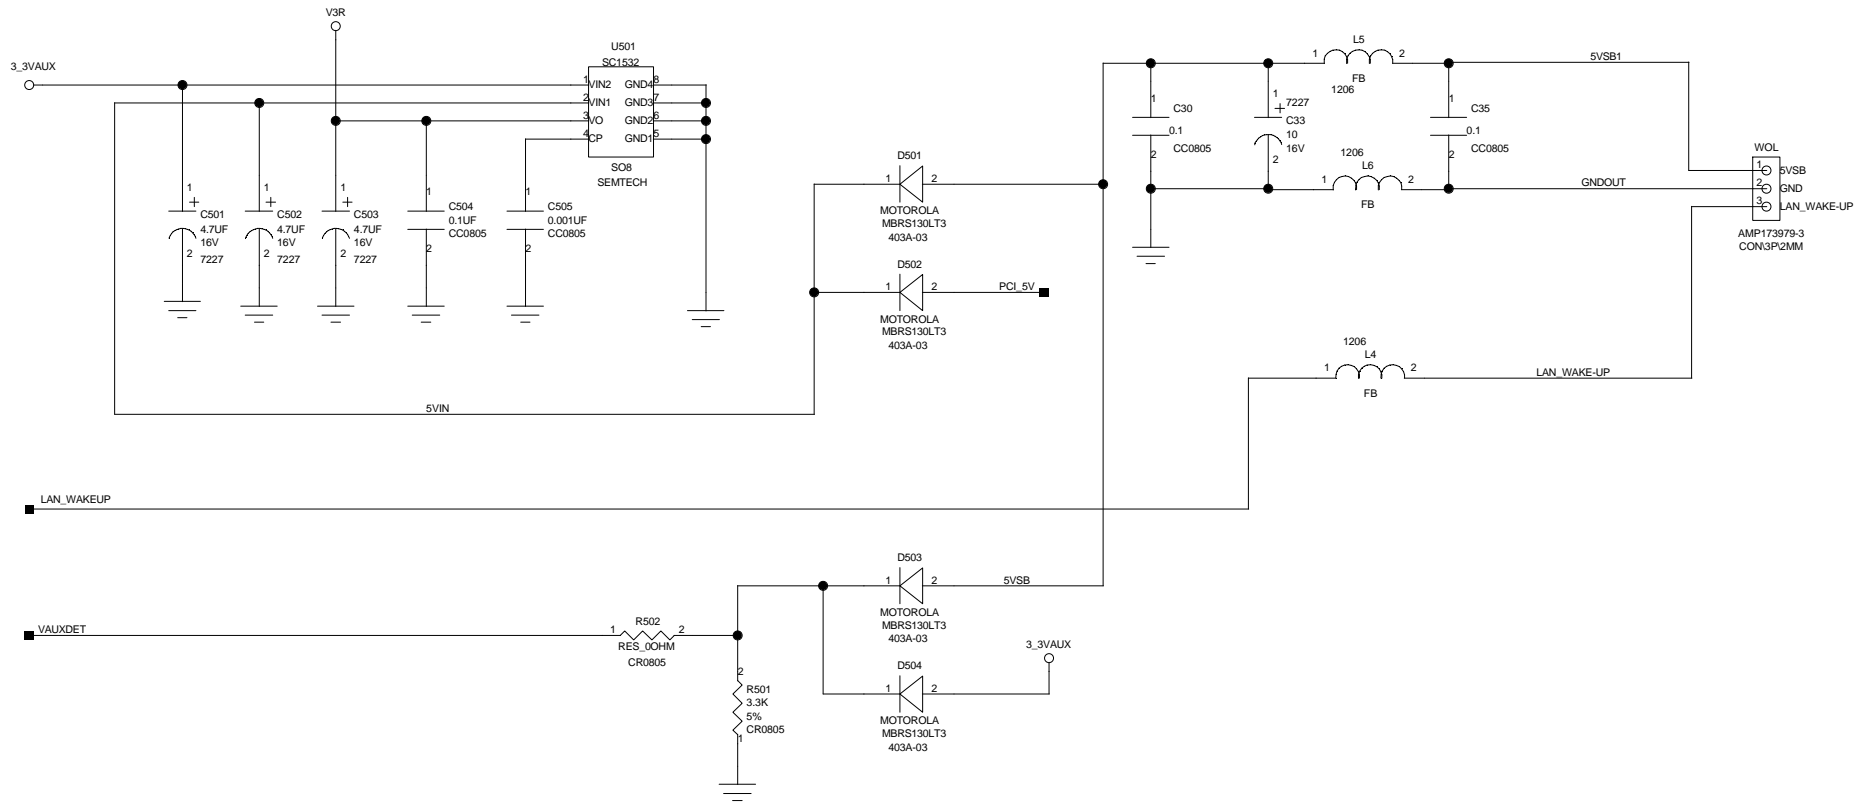 V3R
3_3VAUX
U501
SC1532
1 VIN2 GND4 8
2 VIN1 GND3 7
3 VO GND2 6
4 CP GND1 5
SO8
SEMTECH
1 +
C501
4.7UF
16V
2 7227
1 +
C502
4.7UF
16V
2 7227
1 +
C503
4.7UF
16V
2 7227
1
C504
0.1UF
CC0805
2
1
C505
0.001UF
CC0805
2
D501
1 2
MOTOROLA
MBRS130LT3
403A-03
D502
1 2
PCI_5V
MOTOROLA
MBRS130LT3
403A-03
5VIN
L5
1 2
FB
1206
5VSB1
1
C30
0.1
CC0805
2
1
+ 7227
C33
10
16V
2
1
C35
0.1
CC0805
2
1206
L6
1 2
FB
GNDOUT
WOL
1 5VSB
2 GND
3 LAN_WAKE-UP
AMP173979-3
CON\3P\2MM
1206
L4
1 2
FB
LAN_WAKE-UP
LAN_WAKEUP
D503
1 2
5VSB
MOTOROLA
MBRS130LT3
403A-03
VAUXDET
R502
1 2
RES_0OHM
CR0805
3_3VAUX
D504
1 2
MOTOROLA
MBRS130LT3
403A-03
2
R501
3.3K
5%
CR0805
1